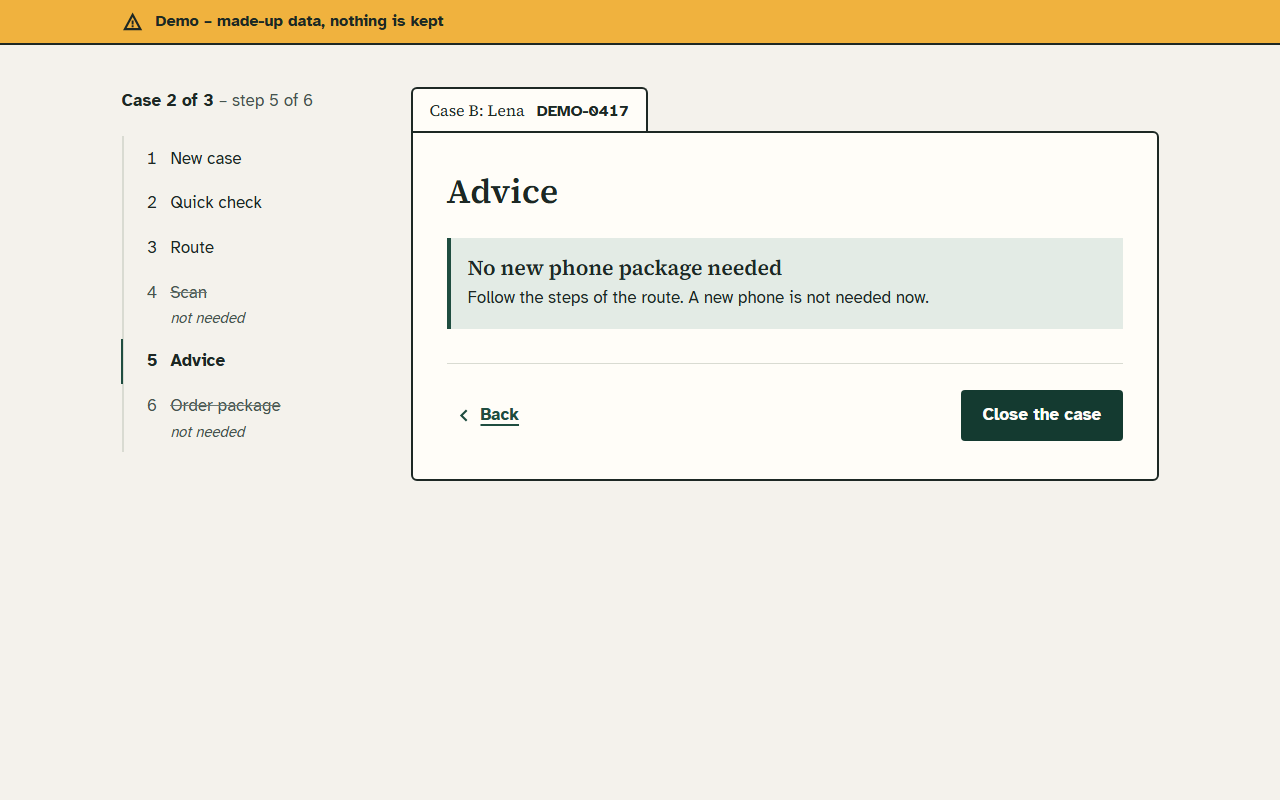 Demo – made-up data, nothing is kept
Case 2 of 3 – step 5 of 6
1 New case
2 Quick check
3 Route
4 Scan
not needed
5 Advice
6 Order package
not needed
Case B: Lena DEMO-0417
Advice
No new phone package needed
Follow the steps of the route. A new phone is not needed now.
Back
Close the case